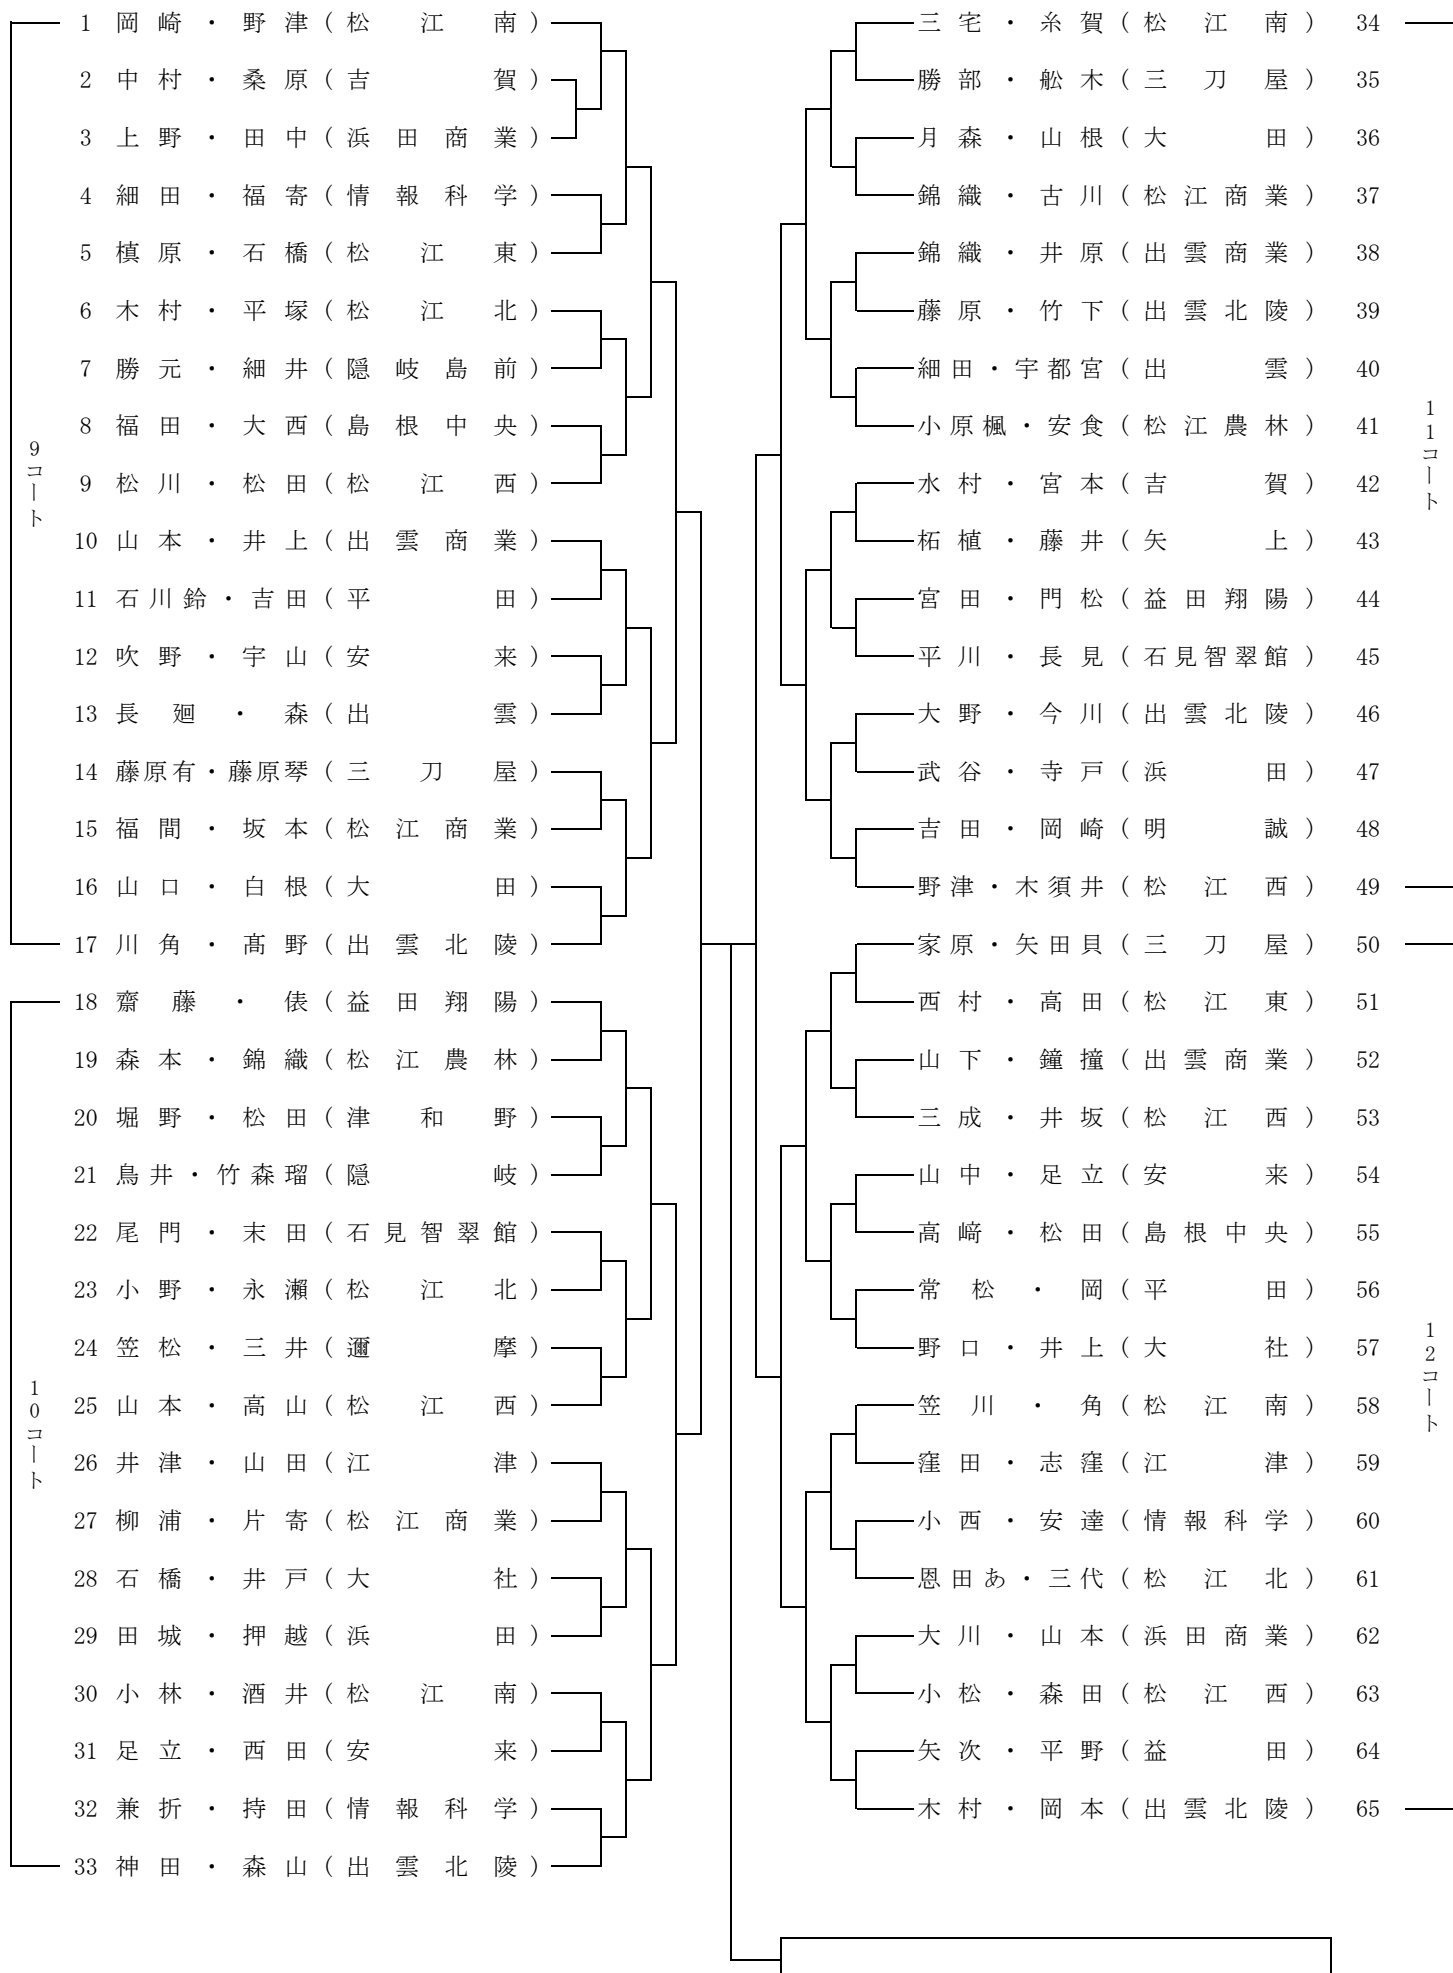 1 岡崎・野津(松江南)
2 中村・桑原(吉賀)
3 上野・田中(浜田商業)
4 細田・福寄(情報科学)
5 槙原・石橋(松江東)
6 木村・平塚(松江北)
7 勝元・細井(隠岐島前)
8 福田・大西(島根中央)
9 松川・松田(松江西)
10 山本・井上(出雲商業)
11 石川鈴・吉田(平田)
12 吹野・宇山(安来)
13 長廻・森(出雲)
14 藤原有・藤原琴(三刀屋)
15 福間・坂本(松江商業)
16 山口・白根(大田)
17 川角・髙野(出雲北陵)
9コート
18 齋藤・俵(益田翔陽)
19 森本・錦織(松江農林)
20 堀野・松田(津和野)
21 鳥井・竹森瑠(隠岐)
22 尾門・末田(石見智翠館)
23 小野・永瀬(松江北)
24 笠松・三井(邇摩)
25 山本・高山(松江西)
26 井津・山田(江津)
27 柳浦・片寄(松江商業)
28 石橋・井戸(大社)
29 田城・押越(浜田)
30 小林・酒井(松江南)
31 足立・西田(安来)
32 兼折・持田(情報科学)
33 神田・森山(出雲北陵)
10コート
三宅・糸賀(松江南) 34
勝部・舩木(三刀屋) 35
月森・山根(大田) 36
錦織・古川(松江商業) 37
錦織・井原(出雲商業) 38
藤原・竹下(出雲北陵) 39
細田・宇都宮(出雲) 40
小原楓・安食(松江農林) 41
水村・宮本(吉賀) 42
柘植・藤井(矢上) 43
宮田・門松(益田翔陽) 44
平川・長見(石見智翠館) 45
大野・今川(出雲北陵) 46
武谷・寺戸(浜田) 47
吉田・岡崎(明誠) 48
野津・木須井(松江西) 49
11コート
家原・矢田貝(三刀屋) 50
西村・高田(松江東) 51
山下・鐘撞(出雲商業) 52
三成・井坂(松江西) 53
山中・足立(安来) 54
高﨑・松田(島根中央) 55
常松・岡(平田) 56
野口・井上(大社) 57
笠川・角(松江南) 58
窪田・志窪(江津) 59
小西・安達(情報科学) 60
恩田あ・三代(松江北) 61
大川・山本(浜田商業) 62
小松・森田(松江西) 63
矢次・平野(益田) 64
木村・岡本(出雲北陵) 65
12コート